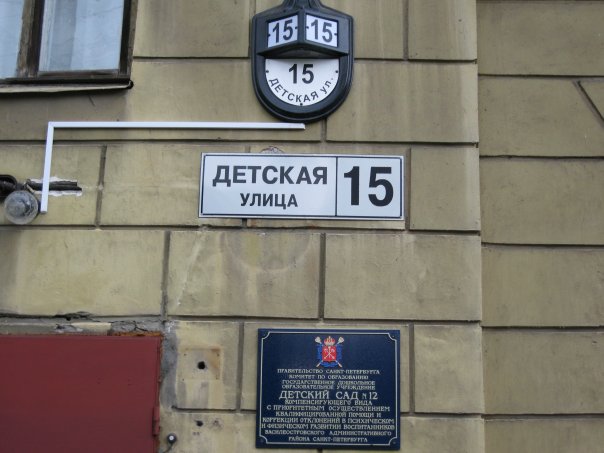 15 15
15
ДЕТСКАЯ УЛ.
ДЕТСКАЯ
УЛИЦА
15
ПРАВИТЕЛЬСТВО САНКТ-ПЕТЕРБУРГА
КОМИТЕТ ПО ОБРАЗОВАНИЮ
ГОСУДАРСТВЕННОЕ ДОШКОЛЬНОЕ
ОБРАЗОВАТЕЛЬНОЕ УЧРЕЖДЕНИЕ
ДЕТСКИЙ САД №12
КОМПЕНСИРУЮЩЕГО ВИДА
С ПРИОРИТЕТНЫМ ОСУЩЕСТВЛЕНИЕМ
КВАЛИФИЦИРОВАННОЙ ПОМОЩИ И
КОРРЕКЦИИ ОТКЛОНЕНИЙ В ПСИХИЧЕСКОМ
И ФИЗИЧЕСКОМ РАЗВИТИИ ВОСПИТАННИКОВ
ВАСИЛЕОСТРОВСКОГО АДМИНИСТРАТИВНОГО
РАЙОНА САНКТ-ПЕТЕРБУРГА